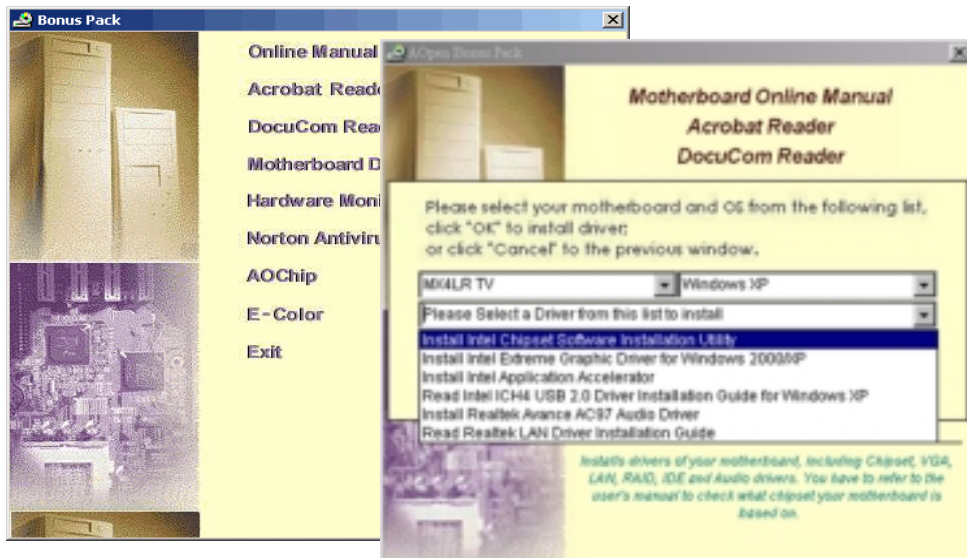 Bonus Pack
Online Manual
Acrobat Reade
DocuCom Rea
Motherboard D
Hardware Moni
Norton Antiviru
AOChip
E-Color
Exit
AOpen Bonus Pack
Motherboard Online Manual
Acrobat Reader
DocuCom Reader
Please select your motherboard and OS from the following list,
click "OK" to install driver;
or click "Cancel" to the previous window.
MX4LR TV
Windows XP
Please Select a Driver from this list to install
Install Intel Chipset Software Installation Utility
Install Intel Extreme Graphic Driver for Windows 2000/XP
Install Intel Application Accelerator
Read Intel ICH4 USB 2.0 Driver Installation Guide for Windows XP
Install Realtek Avance AC97 Audio Driver
Read Realtek LAN Driver Installation Guide
Installs drivers of your motherboard, including Chipset, VGA,
LAN, RAID, IDE and Audio drivers. You have to refer to the
user's manual to check what chipset your motherboard is
based on.